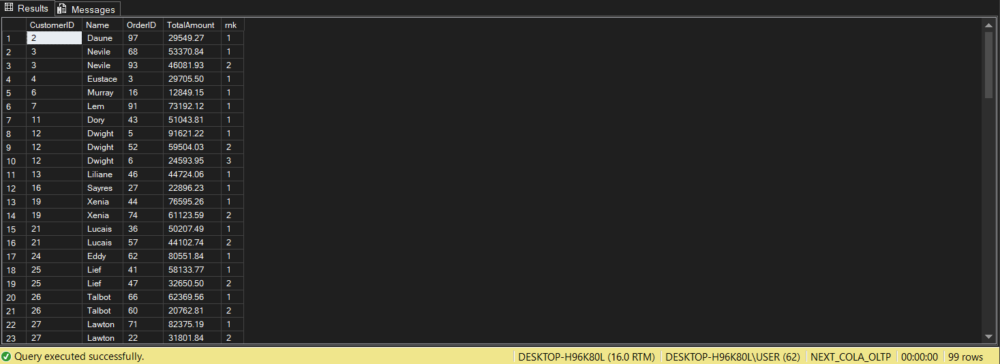 Results Messages
CustomerID Name OrderID TotalAmount rnk
1 2 Daune 97 29549.27 1
2 3 Nevile 68 53370.84 1
3 3 Nevile 93 46081.93 2
4 4 Eustace 3 29705.50 1
5 6 Murray 16 12849.15 1
6 7 Lem 91 73192.12 1
7 11 Dory 43 51043.81 1
8 12 Dwight 5 91621.22 1
9 12 Dwight 52 59504.03 2
10 12 Dwight 6 24593.95 3
11 13 Liliane 46 44724.06 1
12 16 Sayres 27 22896.23 1
13 19 Xenia 44 76595.26 1
14 19 Xenia 74 61123.59 2
15 21 Lucais 36 50207.49 1
16 21 Lucais 57 44102.74 2
17 24 Eddy 62 80551.84 1
18 25 Lief 41 58133.77 1
19 25 Lief 47 32650.50 2
20 26 Talbot 66 62369.56 1
21 26 Talbot 60 20762.81 2
22 27 Lawton 71 82375.19 1
23 27 Lawton 22 31801.84 2
Query executed successfully. DESKTOP-H96K80L (16.0 RTM) DESKTOP-H96K80L\USER (62) NEXT_COLA_OLTP 00:00:00 99 rows